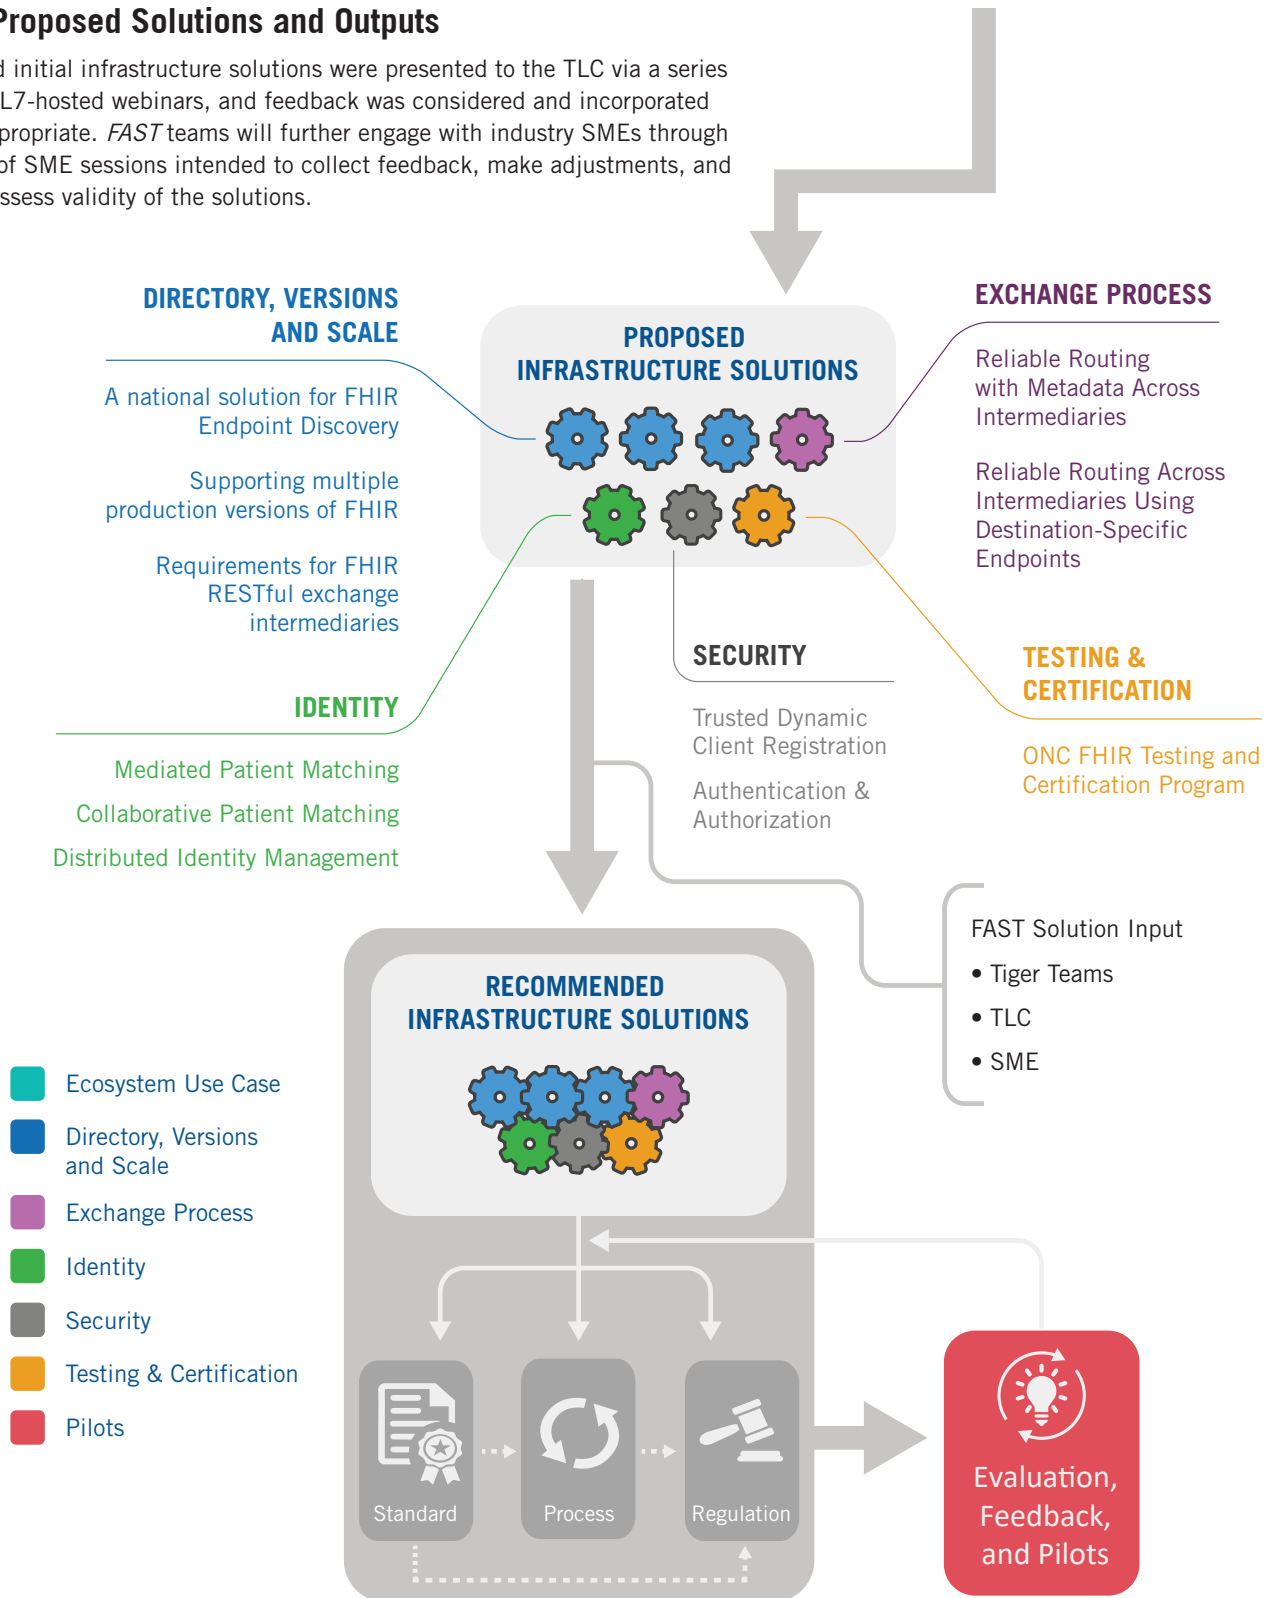 Proposed Solutions and Outputs
initial infrastructure solutions were presented to the TLC via a series
L7-hosted webinars, and feedback was considered and incorporated
propriate. FAST teams will further engage with industry SMEs through
of SME sessions intended to collect feedback, make adjustments, and
ssess validity of the solutions.
DIRECTORY, VERSIONS
AND SCALE
A national solution for FHIR
Endpoint Discovery
Supporting multiple
production versions of FHIR
Requirements for FHIR
RESTful exchange
intermediaries
PROPOSED
INFRASTRUCTURE SOLUTIONS
EXCHANGE PROCESS
Reliable Routing
with Metadata Across
Intermediaries
Reliable Routing Across
Intermediaries Using
Destination-Specific
Endpoints
IDENTITY
Mediated Patient Matching
Collaborative Patient Matching
Distributed Identity Management
SECURITY
Trusted Dynamic
Client Registration
Authentication &
Authorization
TESTING &
CERTIFICATION
ONC FHIR Testing and
Certification Program
FAST Solution Input
• Tiger Teams
• TLC
• SME
RECOMMENDED
INFRASTRUCTURE SOLUTIONS
Ecosystem Use Case
Directory, Versions
and Scale
Exchange Process
Identity
Security
Testing & Certification
Pilots
Standard
Process
Regulation
Evaluation,
Feedback,
and Pilots